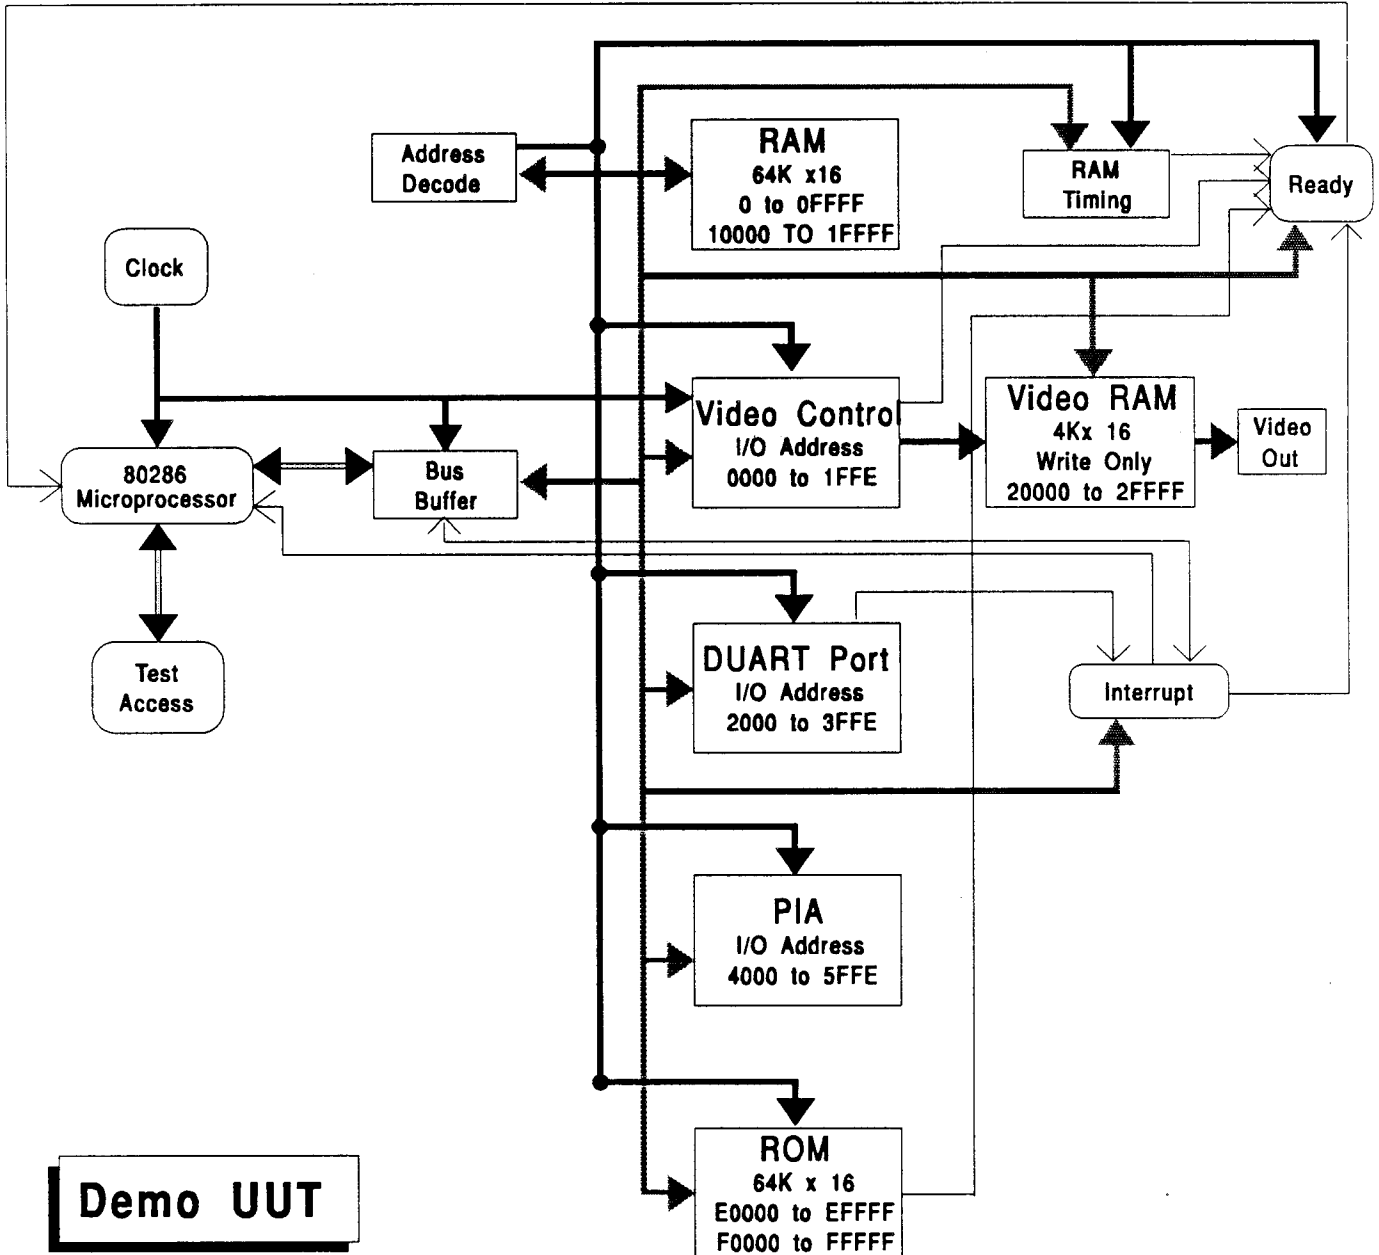 Address
Decode
RAM
64K x16
0 to 0FFFF
10000 TO 1FFFF
RAM
Timing
Ready
Clock
80286
Microprocessor
Bus
Buffer
Video Control
I/O Address
0000 to 1FFE
Video RAM
4Kx 16
Write Only
20000 to 2FFFF
Video
Out
Test
Access
DUART Port
I/O Address
2000 to 3FFE
Interrupt
PIA
I/O Address
4000 to 5FFE
ROM
64K x 16
E0000 to EFFFF
F0000 to FFFFF
Demo UUT